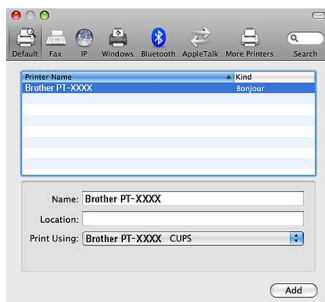 Default Fax IP Windows Bluetooth AppleTalk More Printers Search
Printer Name Kind
Brother PT-XXXX Bonjour
Name: Brother PT-XXXX
Location:
Print Using: Brother PT-XXXX CUPS
Add